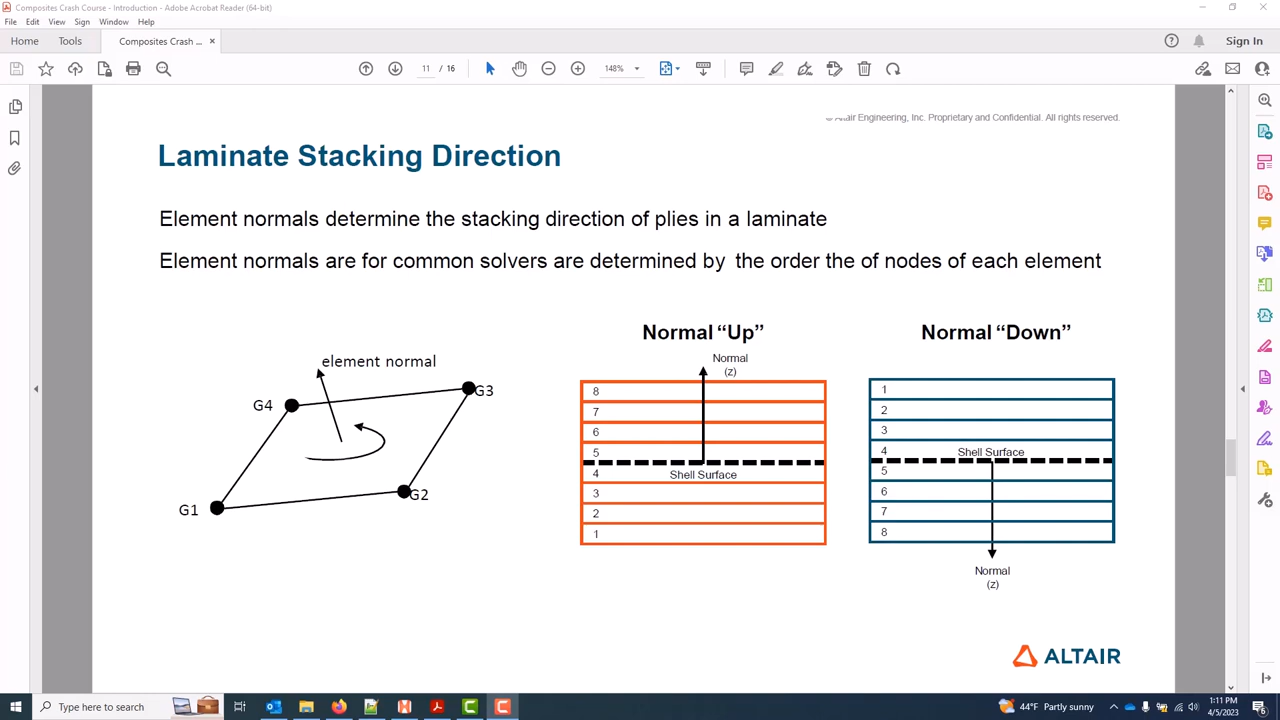 Composites Crash Course - Introduction - Adobe Acrobat Reader (64-bit)
File Edit View Sign Window Help
Home Tools Composites Crash ... × Sign In
11 / 16 148%
© Altair Engineering, Inc. Proprietary and Confidential. All rights reserved.
Laminate Stacking Direction
Element normals determine the stacking direction of plies in a laminate
Element normals are for common solvers are determined by the order the of nodes of each element
element normal
G4
G3
G1
G2
Normal “Up”
Normal
(z)
8
7
6
5
4 Shell Surface
3
2
1
Normal “Down”
1
2
3
4 Shell Surface
5
6
7
8
Normal
(z)
ALTAIR
Type here to search
44°F Partly sunny
1:11 PM
4/5/2023
6